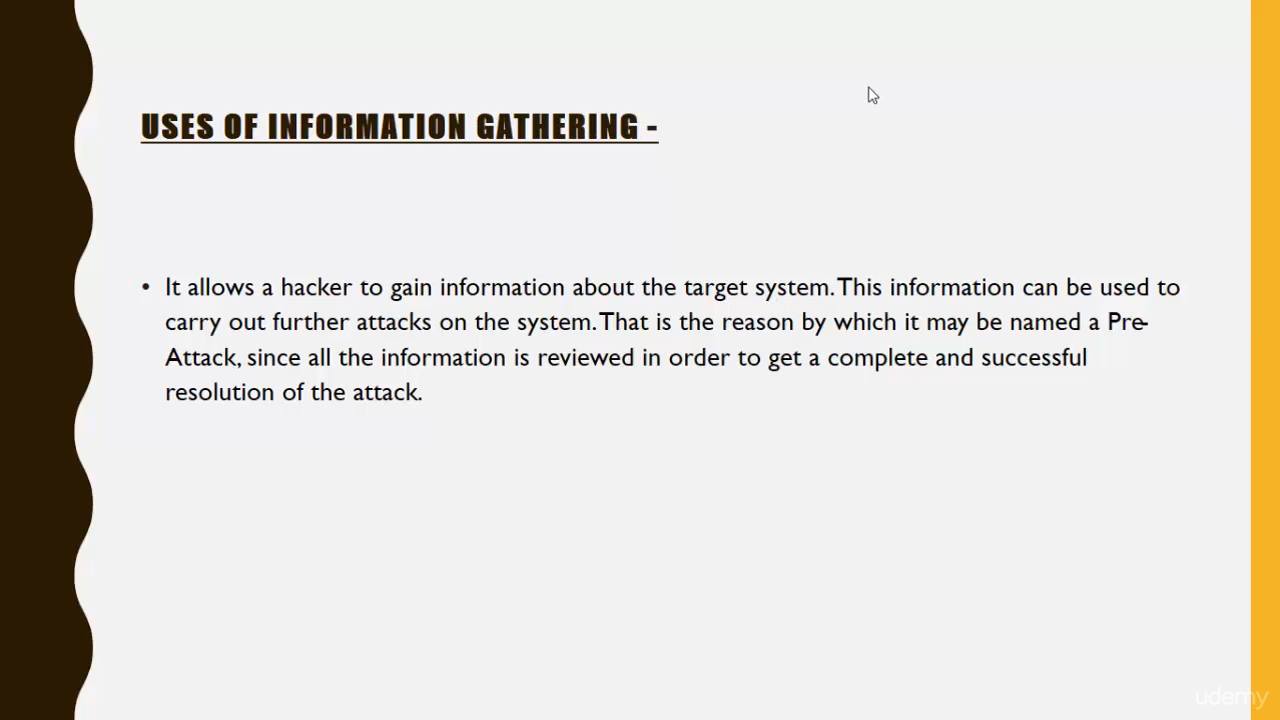 USES OF INFORMATION GATHERING -
• It allows a hacker to gain information about the target system. This information can be used to
carry out further attacks on the system. That is the reason by which it may be named a Pre-
Attack, since all the information is reviewed in order to get a complete and successful
resolution of the attack.
udemy